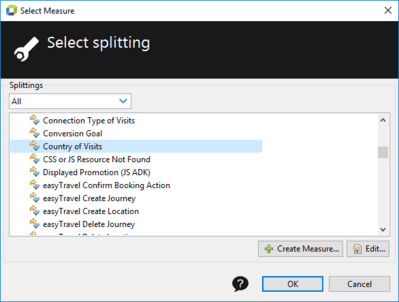 Select Measure
Select splitting
Splittings
All
Connection Type of Visits
Conversion Goal
Country of Visits
CSS or JS Resource Not Found
Displayed Promotion (JS ADK)
easyTravel Confirm Booking Action
easyTravel Create Journey
easyTravel Create Location
easyTravel Delete Journey
Create Measure...
Edit...
?
OK
Cancel